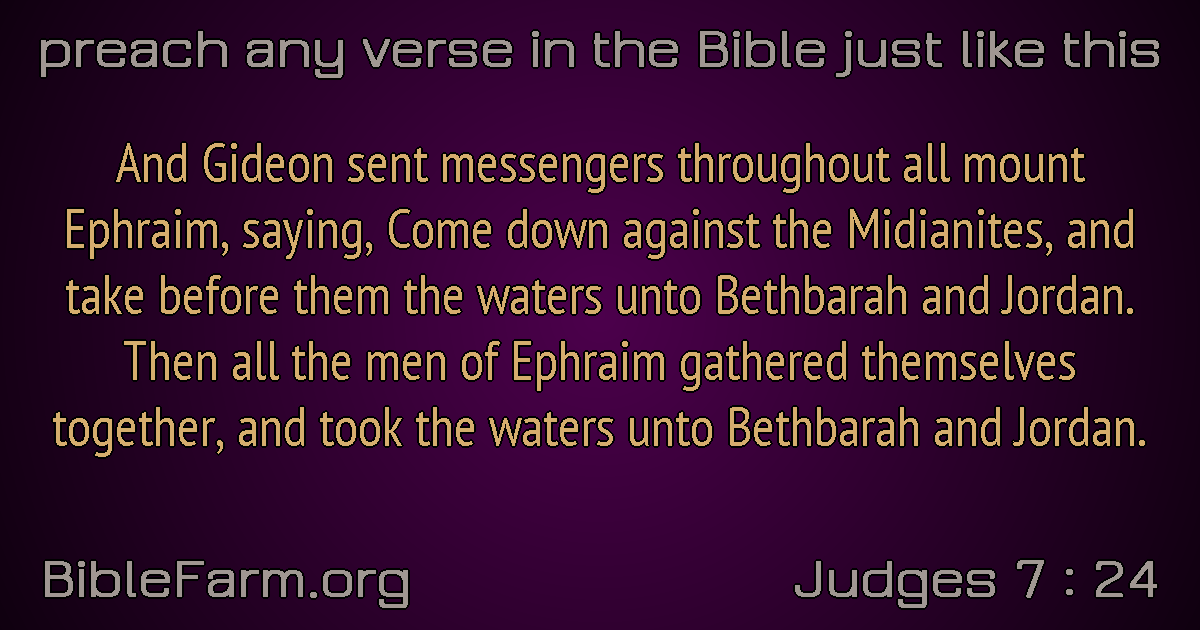 preach any verse in the Bible just like this
And Gideon sent messengers throughout all mount
Ephraim, saying, Come down against the Midianites, and
take before them the waters unto Bethbarah and Jordan.
Then all the men of Ephraim gathered themselves
together, and took the waters unto Bethbarah and Jordan.
BibleFarm.org
Judges 7 : 24